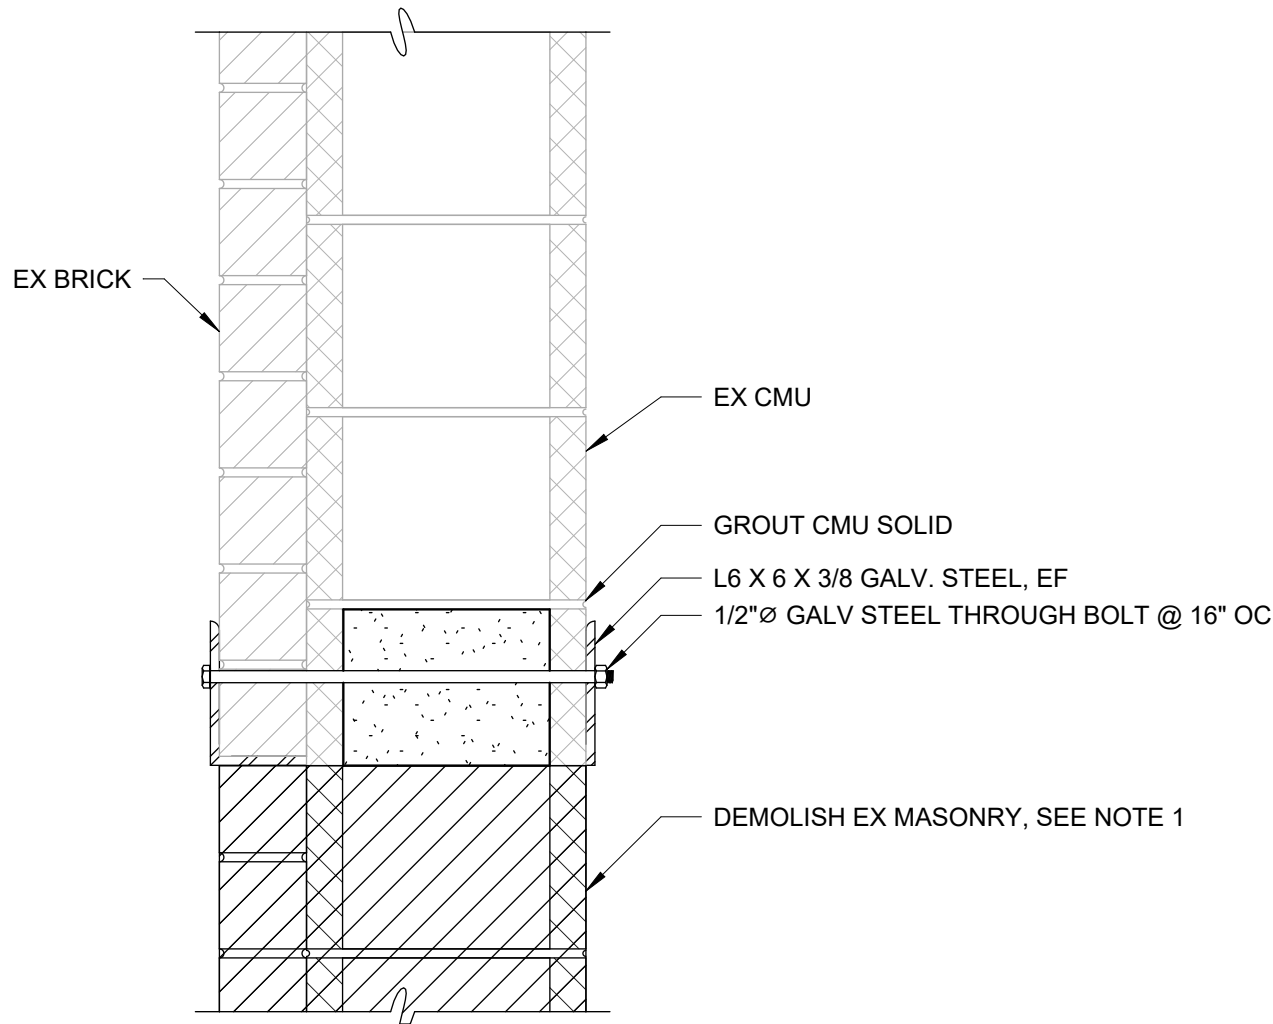 EX BRICK
EX CMU
GROUT CMU SOLID
L6 X 6 X 3/8 GALV. STEEL, EF
1/2"Ø GALV STEEL THROUGH BOLT @ 16" OC
DEMOLISH EX MASONRY, SEE NOTE 1